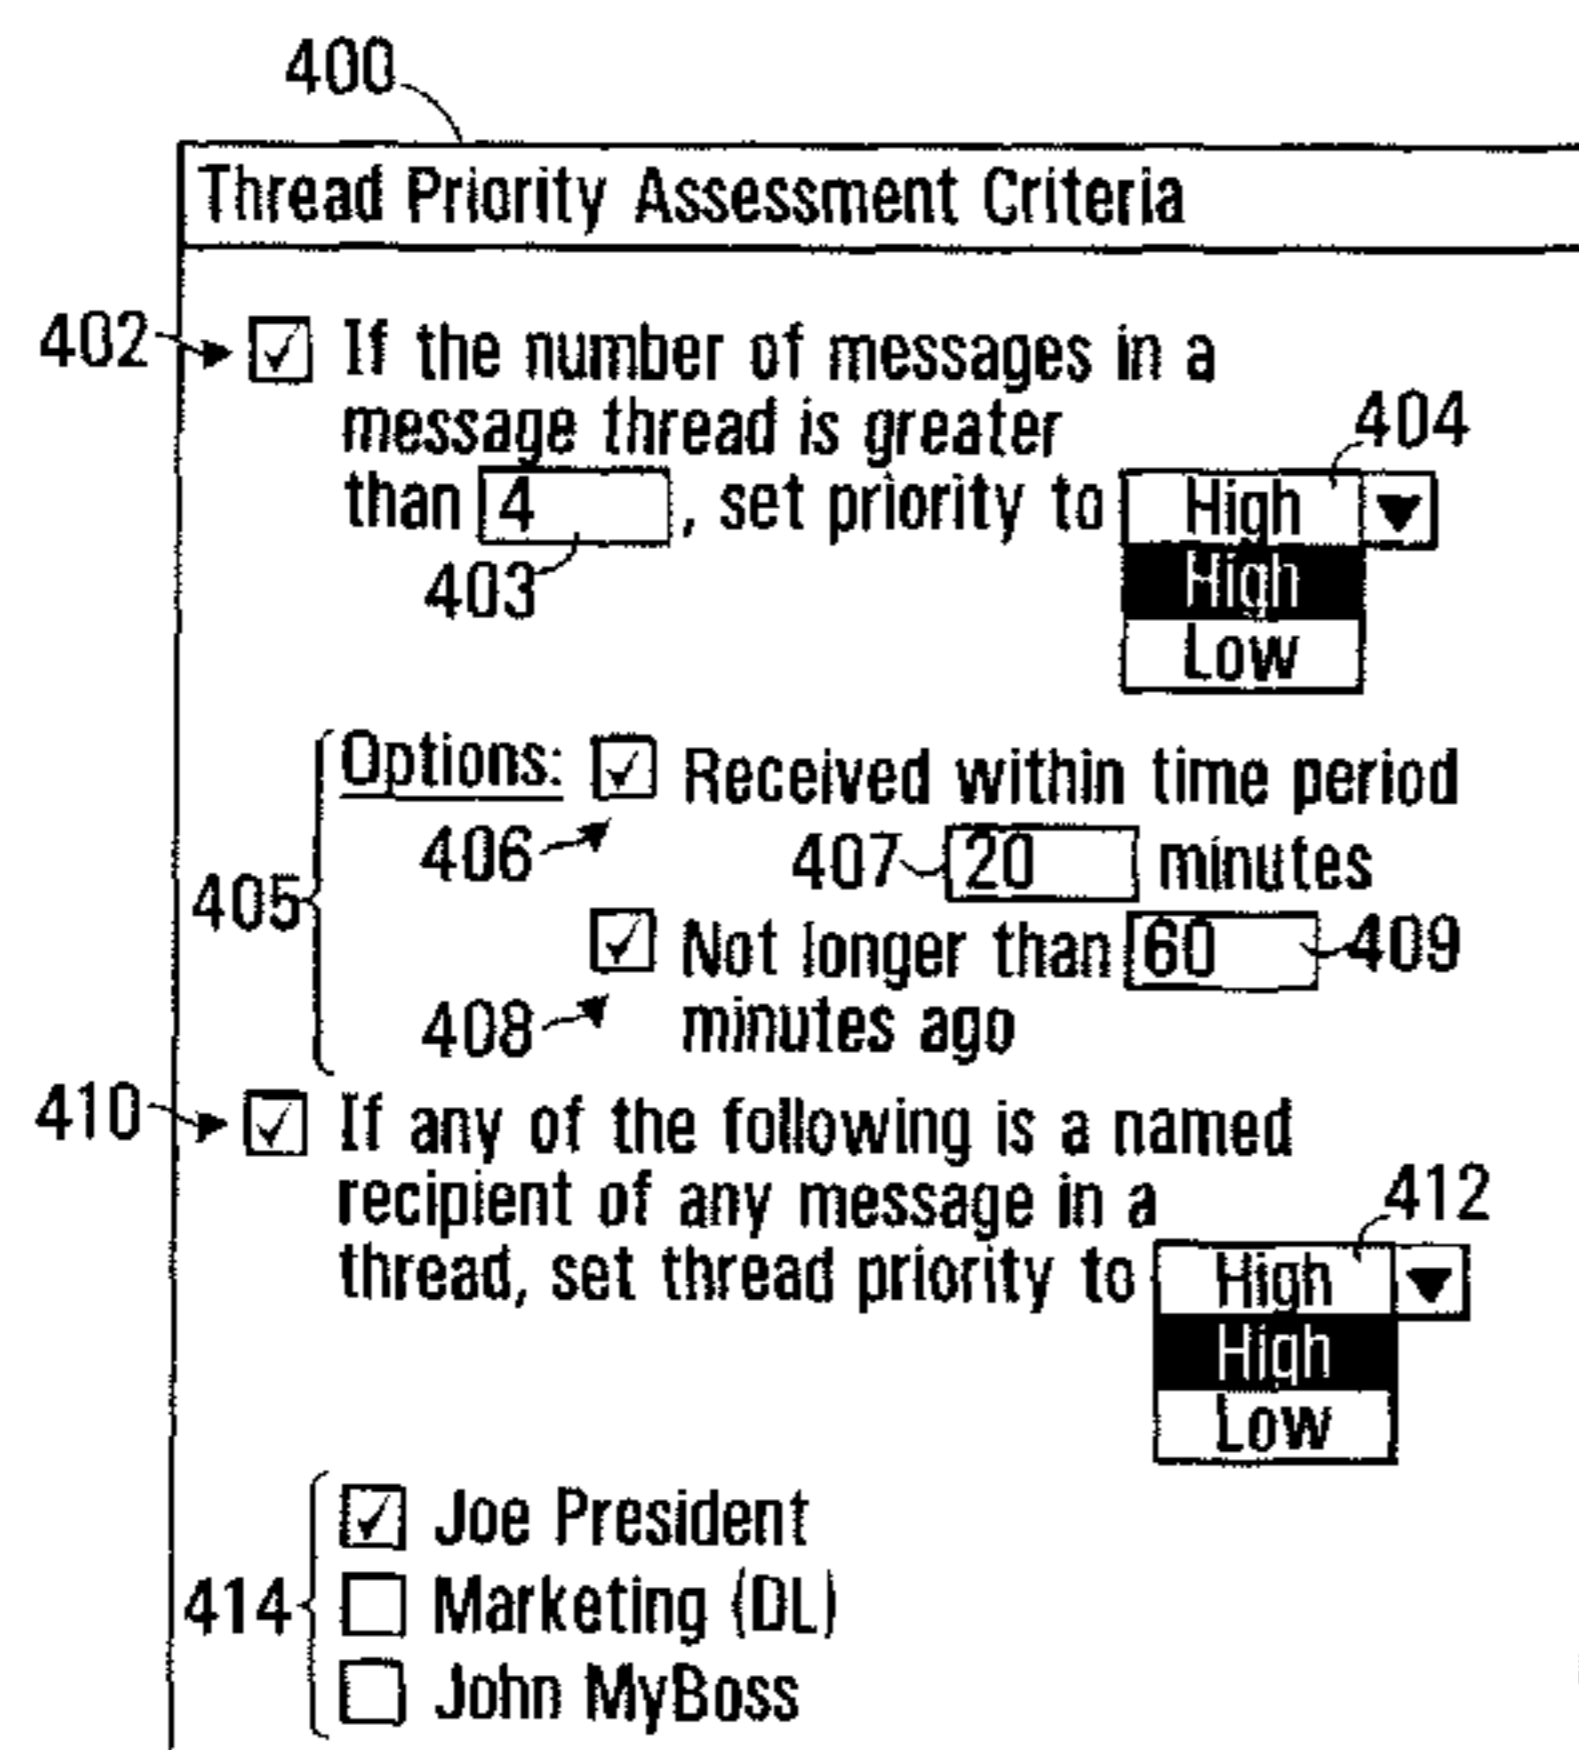 400
Thread Priority Assessment Criteria
402 If the number of messages in a
message thread is greater 404
than 4 , set priority to High
403 High
Low
Options: Received within time period
406 407 20 minutes
405
Not longer than 60 409
408 minutes ago
410 If any of the following is a named
recipient of any message in a 412
thread, set thread priority to High
High
Low
Joe President
414 Marketing (DL)
John MyBoss